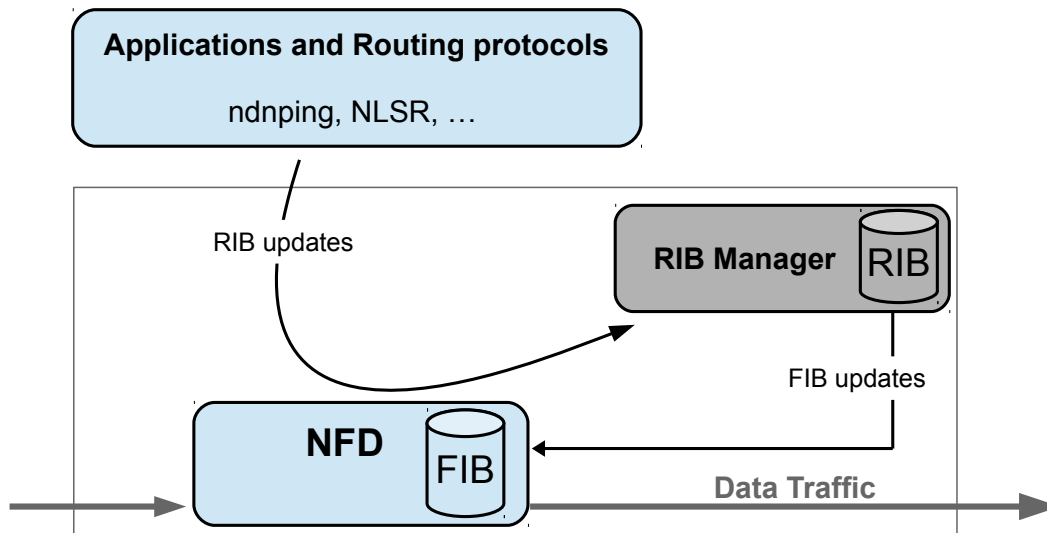 Applications and Routing protocols
ndnping, NLSR, …
RIB updates
RIB Manager
RIB
FIB updates
NFD
FIB
Data Traffic